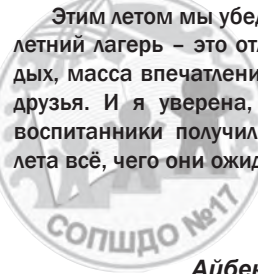 Этим летом мы убед
летний лагерь – это отл
дых, масса впечатлени
друзья. И я уверена,
воспитанники получил
лета всё, чего они ожид
СОПШДО №17
Айбен